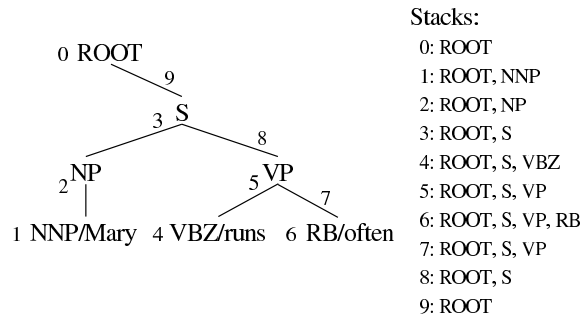 Stacks:
0 ROOT
0: ROOT
9
1: ROOT, NNP
2: ROOT, NP
3 S
3: ROOT, S
8
4: ROOT, S, VBZ
2 NP
5 VP
5: ROOT, S, VP
7
6: ROOT, S, VP, RB
1 NNP/Mary 4 VBZ/runs 6 RB/often
7: ROOT, S, VP
8: ROOT, S
9: ROOT